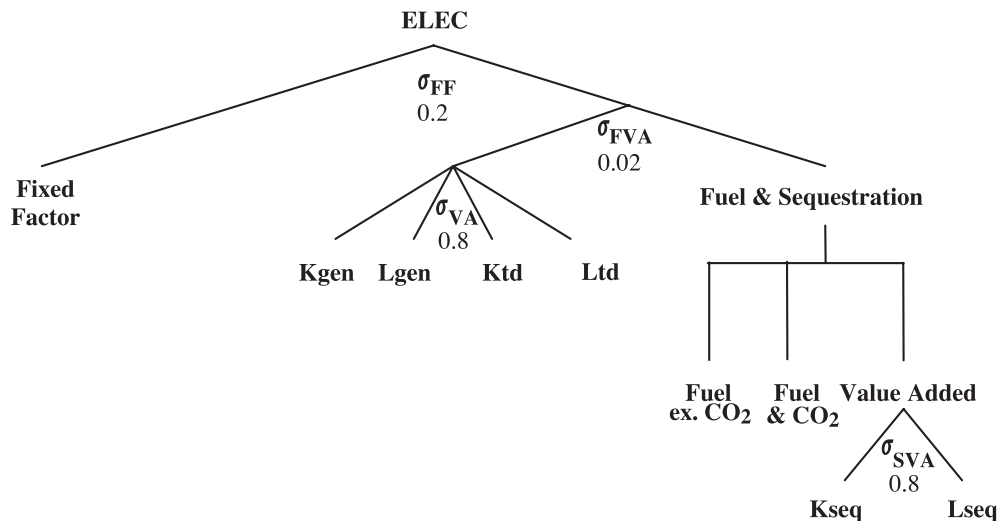 ELEC
σFF
0.2
σFVA
0.02
Fixed
Factor
Fuel & Sequestration
σVA
0.8
Kgen Lgen Ktd Ltd
Fuel Fuel Value Added
ex. CO₂ & CO₂
σSVA
0.8
Kseq Lseq